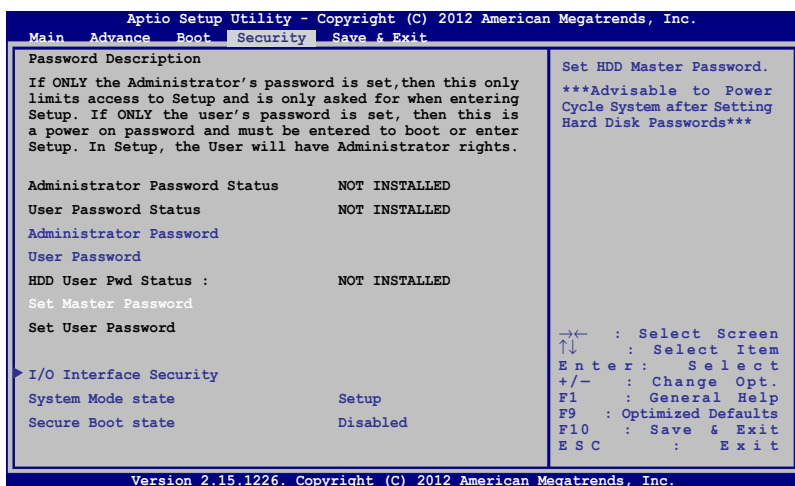 Aptio Setup Utility - Copyright (C) 2012 American Megatrends, Inc.
Main Advance Boot Security Save & Exit
Password Description
If ONLY the Administrator's password is set,then this only
limits access to Setup and is only asked for when entering
Setup. If ONLY the user's password is set, then this is
a power on password and must be entered to boot or enter
Setup. In Setup, the User will have Administrator rights.
Administrator Password Status NOT INSTALLED
User Password Status NOT INSTALLED
Administrator Password
User Password
HDD User Pwd Status : NOT INSTALLED
Set Master Password
Set User Password
I/O Interface Security
System Mode state Setup
Secure Boot state Disabled
Set HDD Master Password.
***Advisable to Power
Cycle System after Setting
Hard Disk Passwords***
→← : Select Screen
↑↓ : Select Item
Enter: Select
+/— : Change Opt.
F1 : General Help
F9 : Optimized Defaults
F10 : Save & Exit
ESC : Exit
Version 2.15.1226. Copyright (C) 2012 American Megatrends, Inc.